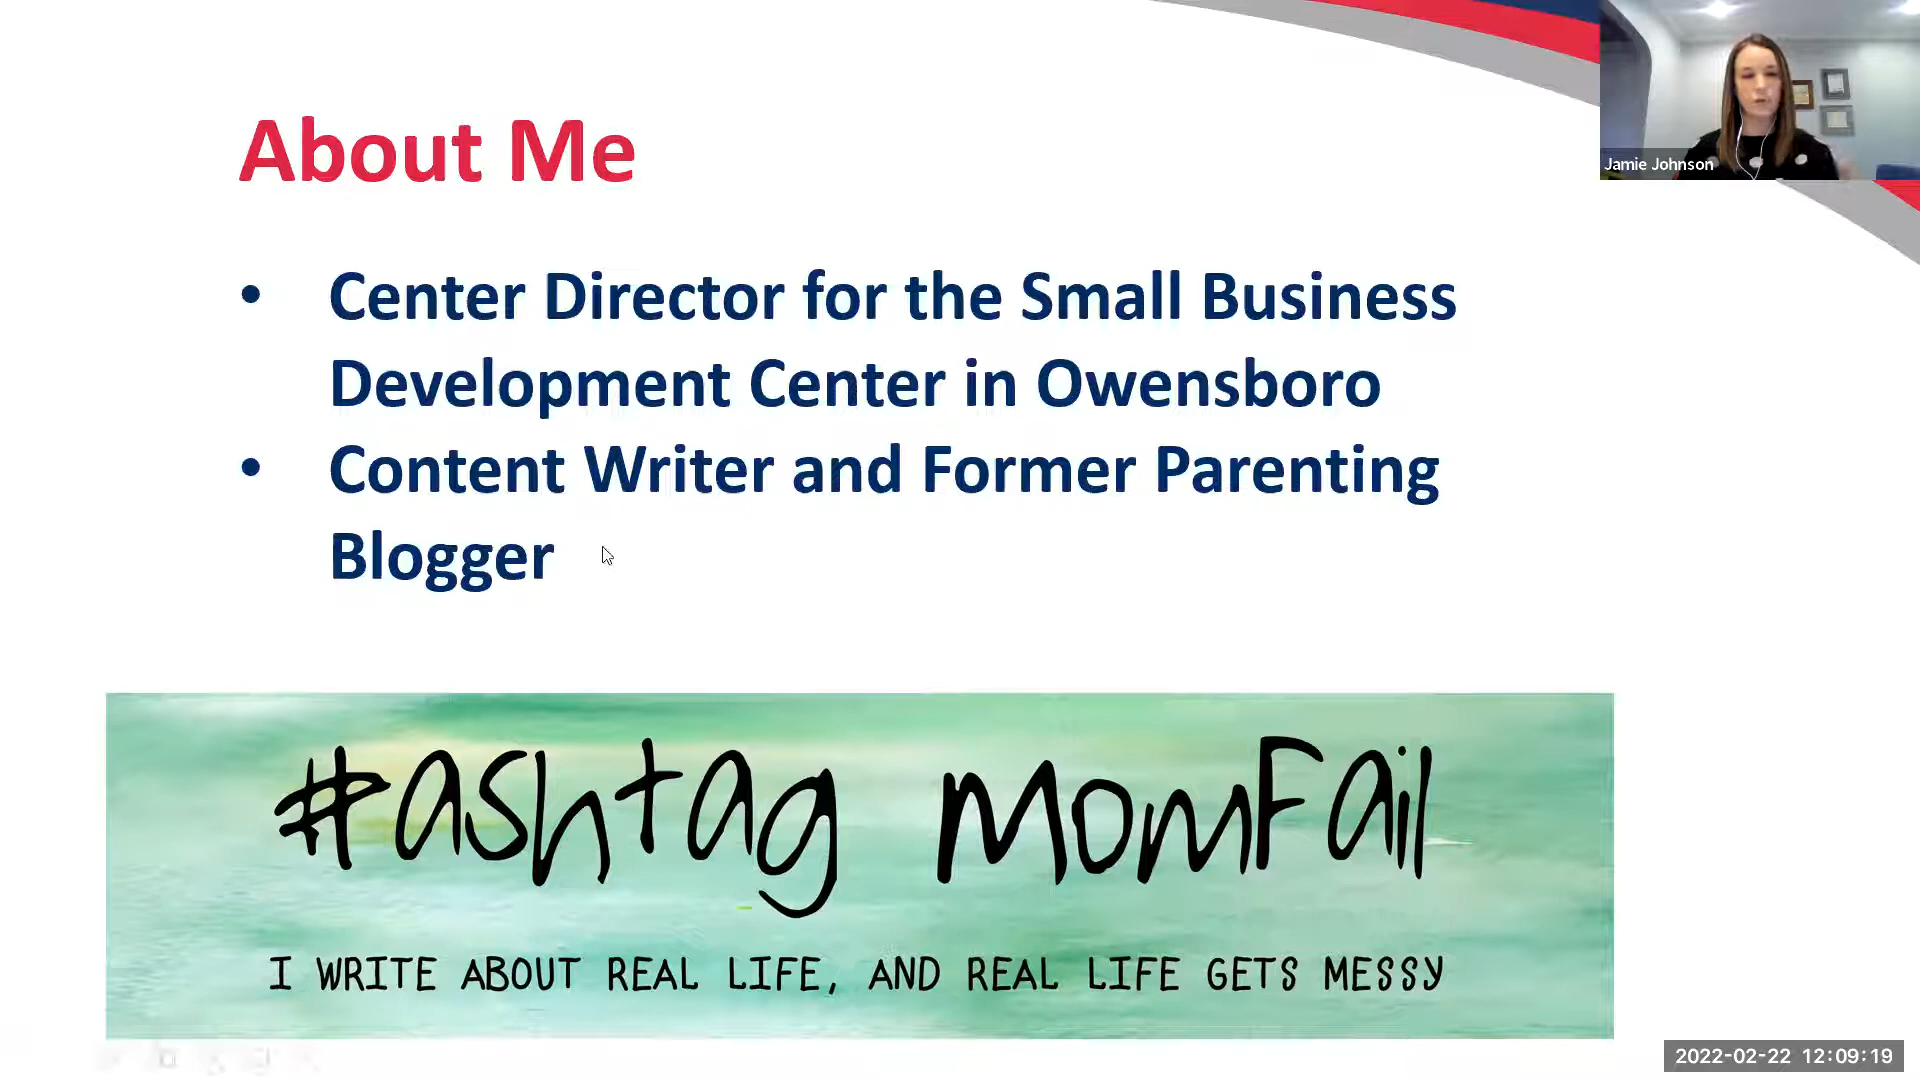 About Me
Jamie Johnson
• Center Director for the Small Business
Development Center in Owensboro
• Content Writer and Former Parenting
Blogger
#ashtag momFail
I WRITE ABOUT REAL LIFE, AND REAL LIFE GETS MESSY
2022-02-22 12:09:19